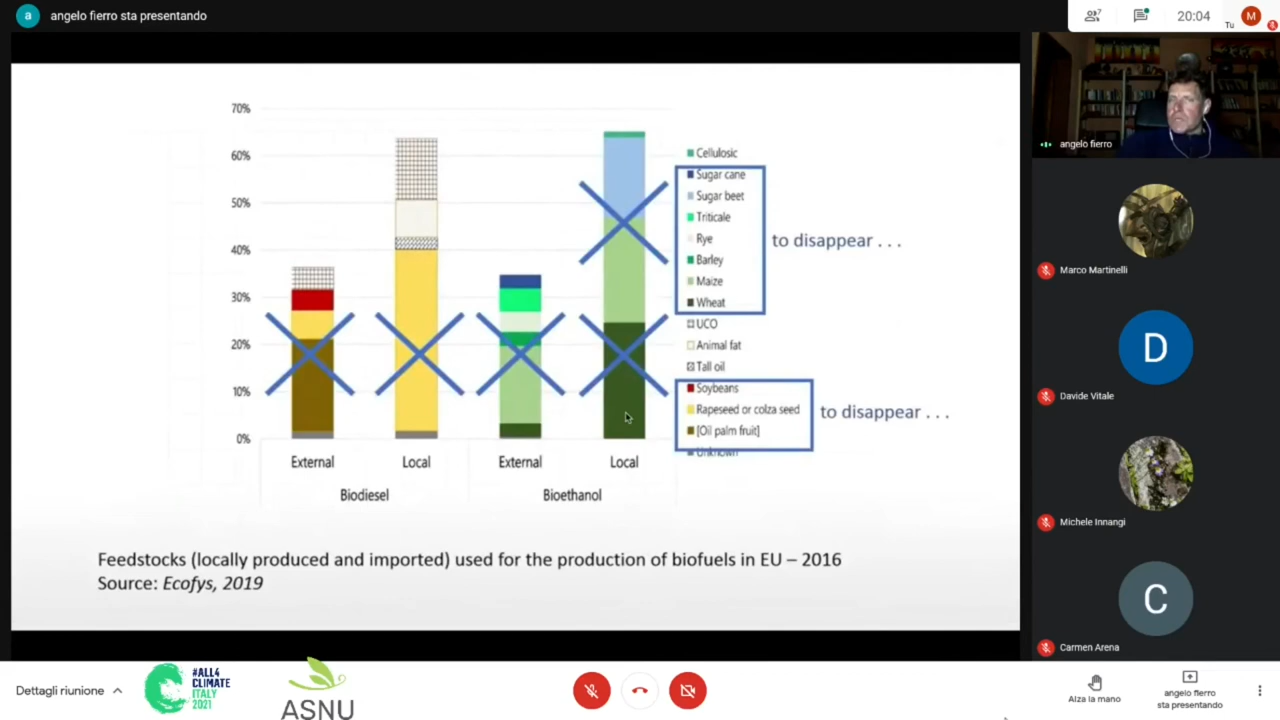 a angelo fierro sta presentando
7
20:04
Tu
M
70%
60%
50%
40%
30%
20%
10%
0%
External
Local
External
Local
Biodiesel
Bioethanol
Cellulosic
Sugar cane
Sugar beet
Triticale
Rye
Barley
Maize
Wheat
to disappear . . .
UCO
Animal fat
Tall oil
Soybeans
Rapeseed or colza seed
[Oil palm fruit]
to disappear . . .
Unknown
Feedstocks (locally produced and imported) used for the production of biofuels in EU – 2016
Source: Ecofys, 2019
angelo fierro
Marco Martinelli
D
Davide Vitale
Michele Innangi
C
Carmen Arena
Dettagli riunione
#ALL4
CLIMATE
ITALY
2021
ASNU
Alza la mano
angelo fierro
sta presentando